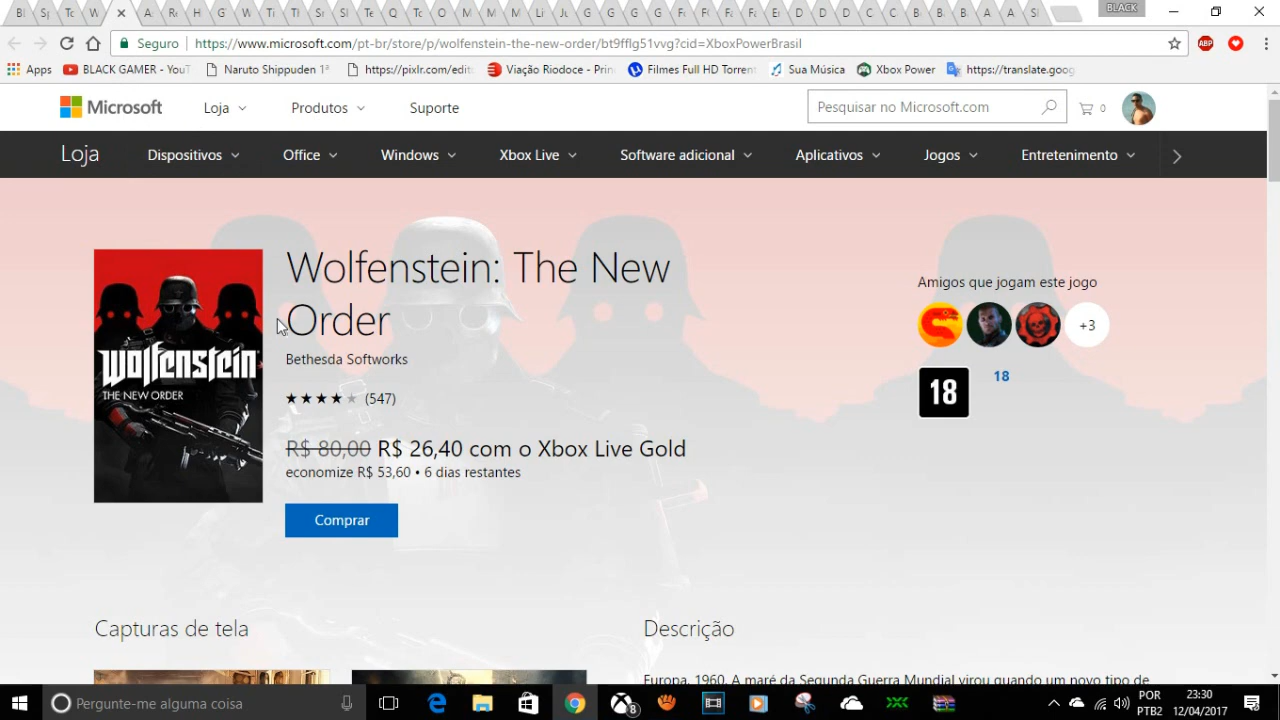 BLACK
Seguro
https://www.microsoft.com/pt-br/store/p/wolfenstein-the-new-order/bt9fflg51vvg?cid=XboxPowerBrasil
ABP
Apps
BLACK GAMER - YouT
Naruto Shippuden 1ª
https://pixlr.com/edito
Viação Riodoce - Prin
Filmes Full HD Torrent
Sua Música
Xbox Power
https://translate.goog
Microsoft
Loja
Produtos
Suporte
Pesquisar no Microsoft.com
0
Loja
Dispositivos
Office
Windows
Xbox Live
Software adicional
Aplicativos
Jogos
Entretenimento
wolfenstein
THE NEW ORDER
Wolfenstein: The New
Order
Bethesda Softworks
(547)
R$ 80,00 R$ 26,40 com o Xbox Live Gold
economize R$ 53,60 • 6 dias restantes
Comprar
Amigos que jogam este jogo
+3
18
18
Capturas de tela
Descrição
Europa, 1960. A maré da Segunda Guerra Mundial virou quando um novo tipo de
Pergunte-me alguma coisa
8
POR
PTB2
23:30
12/04/2017